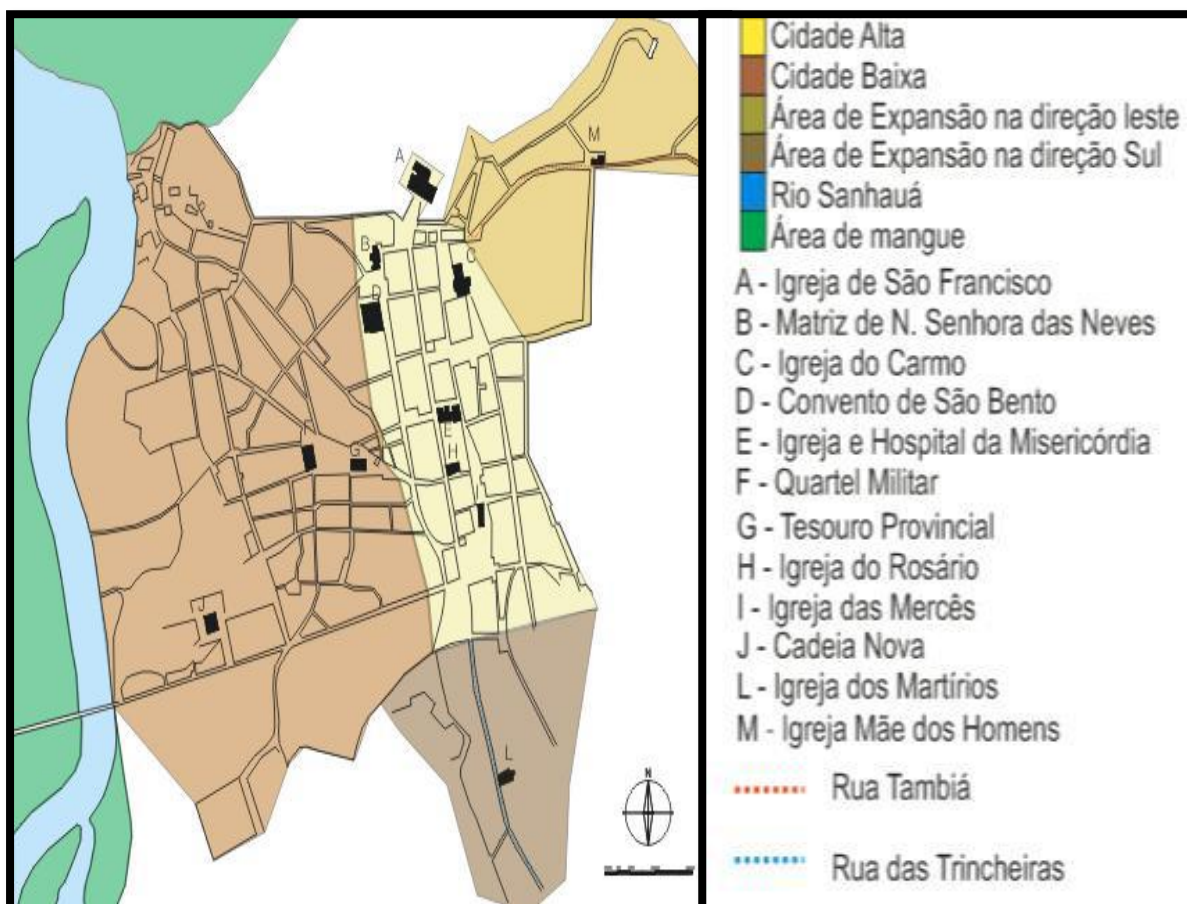 A
M
B
C
D
E
F
G
H
J
L
N
Cidade Alta
Cidade Baixa
Área de Expansão na direção leste
Área de Expansão na direção Sul
Rio Sanhauá
Área de mangue
A - Igreja de São Francisco
B - Matriz de N. Senhora das Neves
C - Igreja do Carmo
D - Convento de São Bento
E - Igreja e Hospital da Misericórdia
F - Quartel Militar
G - Tesouro Provincial
H - Igreja do Rosário
I - Igreja das Mercês
J - Cadeia Nova
L - Igreja dos Martírios
M - Igreja Mãe dos Homens
Rua Tambiá
Rua das Trincheiras